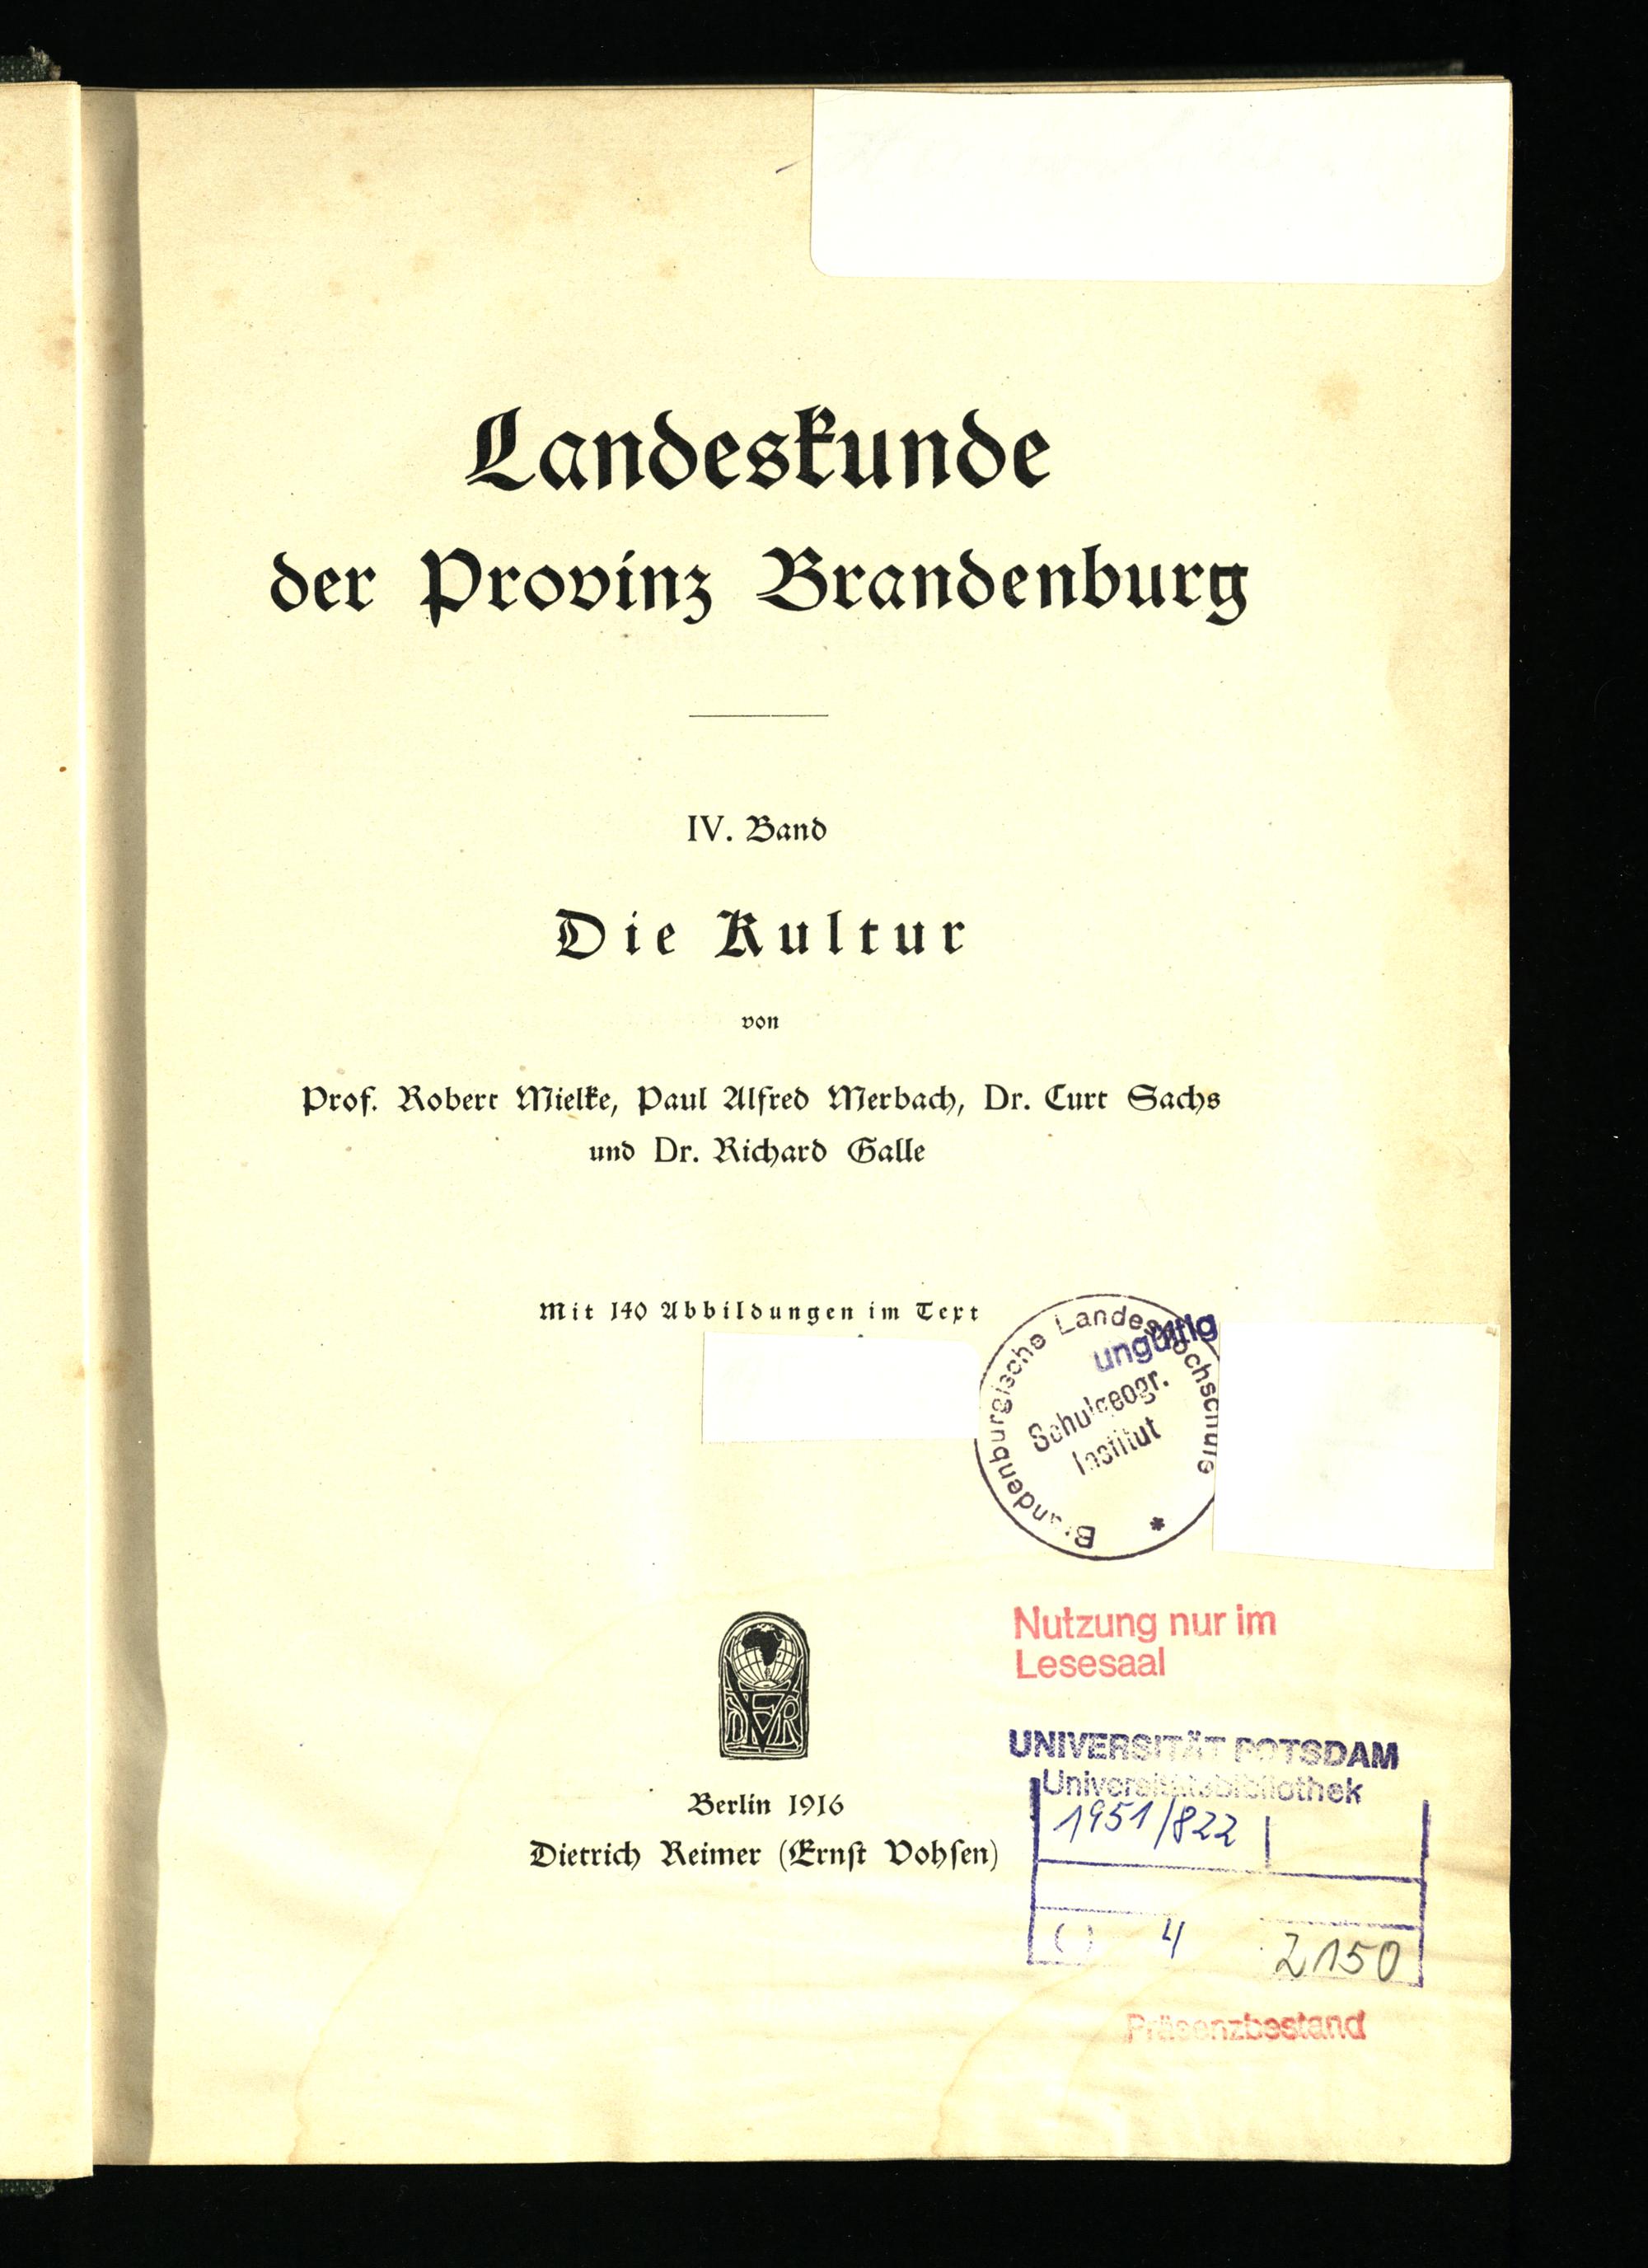 Landeskunde
der Provinz Brandenburg
IV. Band
Die Kultur
von
Prof. Robert Mielke, Paul Alfred Merbach, Dr. Curt Sachs
und Dr. Richard Galle
Mit 140 Abbildungen im Text
Brandenburgische Landeshochschule
ungültig
Schulgeogr.
Institut
*
Nutzung nur im
Lesesaal
DEVR
UNIVERSITÄT POTSDAM
Universitätsbibliothek
1951/822
( ) 4 2150
Berlin 1916
Dietrich Reimer (Ernst Vohsen)
Präsenzbestand